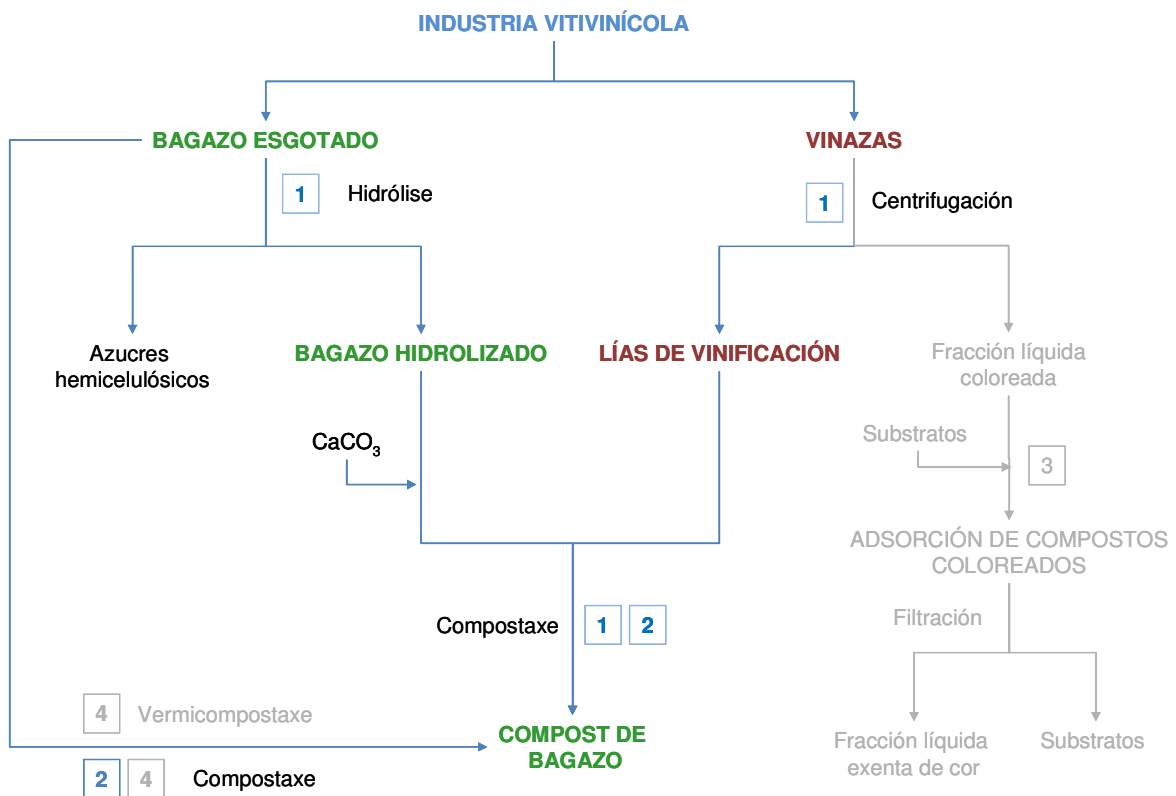 INDUSTRIA VITIVINÍCOLA
BAGAZO ESGOTADO
VINAZAS
1 Hidrólise
1 Centrifugación
Azucres
hemicelulósicos
BAGAZO HIDROLIZADO
LÍAS DE VINIFICACIÓN
Fracción líquida
coloreada
CaCO3
Substratos
3
ADSORCIÓN DE COMPOSTOS
COLOREADOS
Compostaxe 1 2
Filtración
4 Vermicompostaxe
COMPOST DE
BAGAZO
Fracción líquida
exenta de cor
Substratos
2 4 Compostaxe